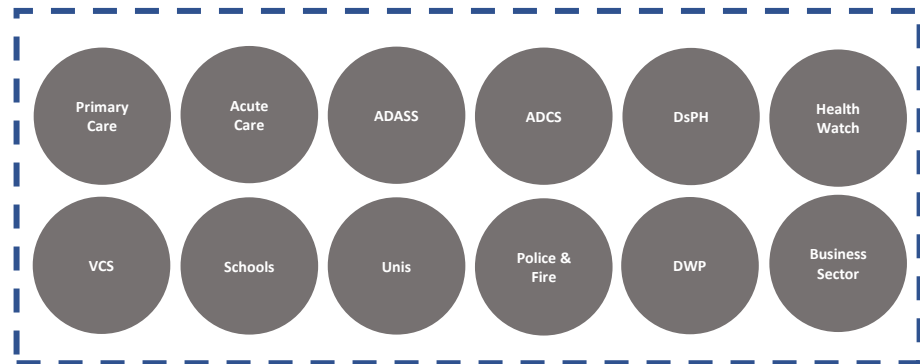 Primary
Care
Acute
Care
ADASS
ADCS
DsPH
Health
Watch
VCS
Schools
Unis
Police &
Fire
DWP
Business
Sector